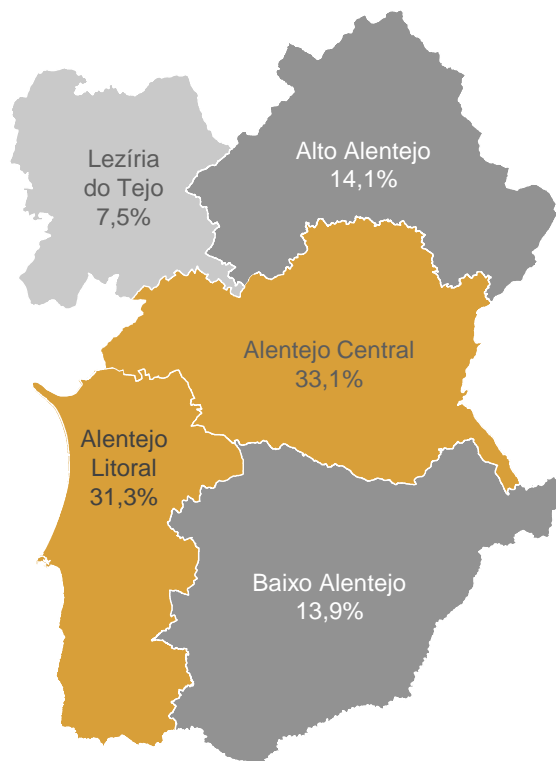 Lezíria
do Tejo
7,5%
Alto Alentejo
14,1%
Alentejo Central
33,1%
Alentejo
Litoral
31,3%
Baixo Alentejo
13,9%